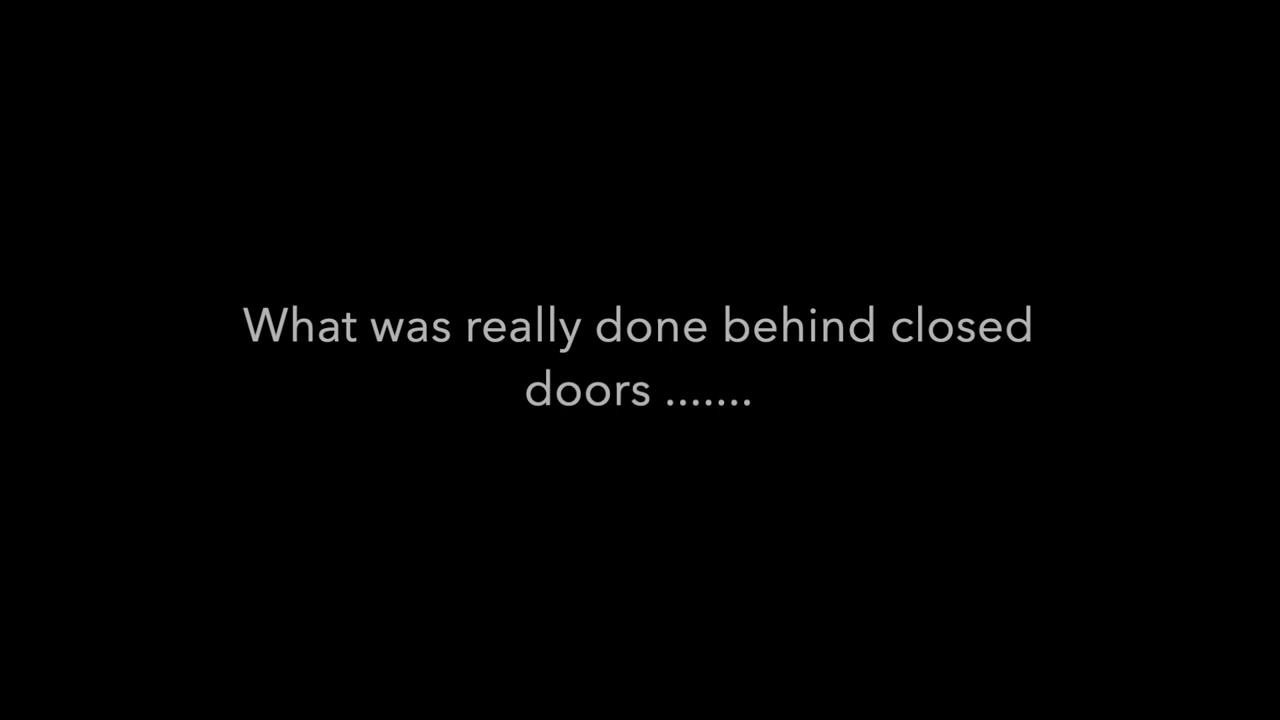 What was really done behind closed
doors .......